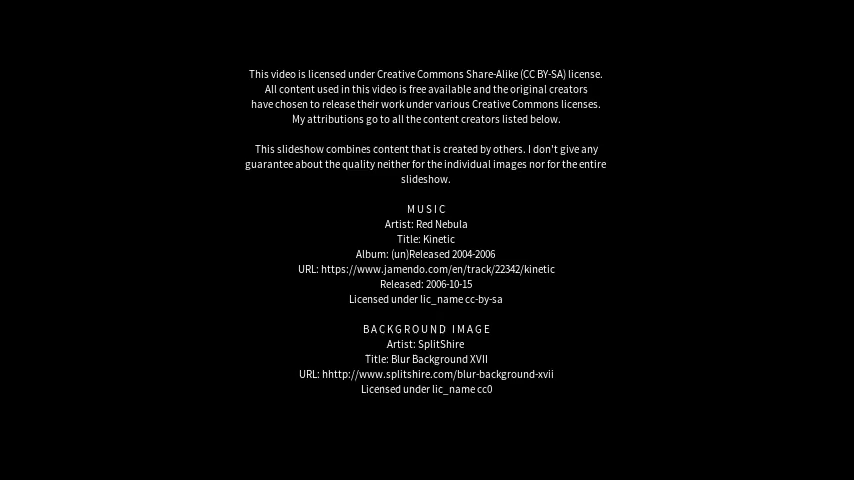 This video is licensed under Creative Commons Share-Alike (CC BY-SA) license.
All content used in this video is free available and the original creators
have chosen to release their work under various Creative Commons licenses.
My attributions go to all the content creators listed below.
This slideshow combines content that is created by others. I don't give any
guarantee about the quality neither for the individual images nor for the entire
slideshow.
MUSIC
Artist: Red Nebula
Title: Kinetic
Album: (un)Released 2004-2006
URL: https://www.jamendo.com/en/track/22342/kinetic
Released: 2006-10-15
Licensed under lic_name cc-by-sa
BACKGROUND IMAGE
Artist: SplitShire
Title: Blur Background XVII
URL: hhttp://www.splitshire.com/blur-background-xvii
Licensed under lic_name cc0